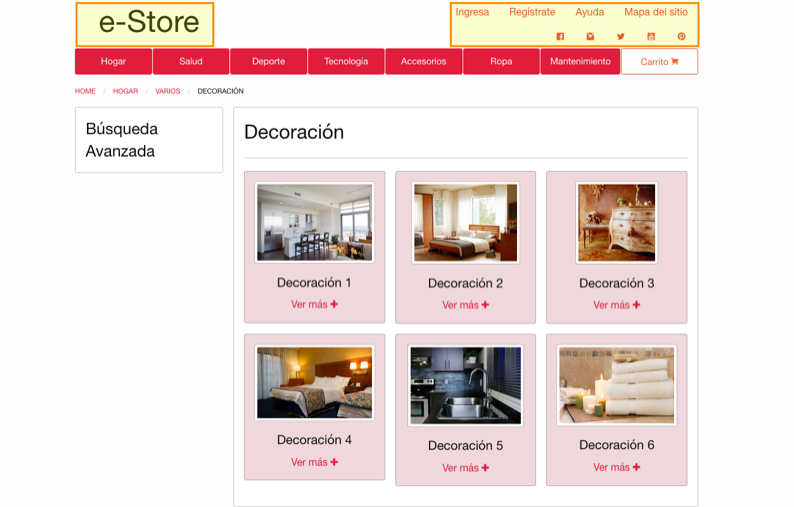 e-Store
Ingresa Regístrate Ayuda Mapa del sitio
Hogar Salud Deporte Tecnología Accesorios Ropa Mantenimiento Carrito
HOME / HOGAR / VARIOS / DECORACIÓN
Búsqueda
Avanzada
Decoración
Decoración 1
Ver más
Decoración 2
Ver más
Decoración 3
Ver más
Decoración 4
Ver más
Decoración 5
Ver más
Decoración 6
Ver más